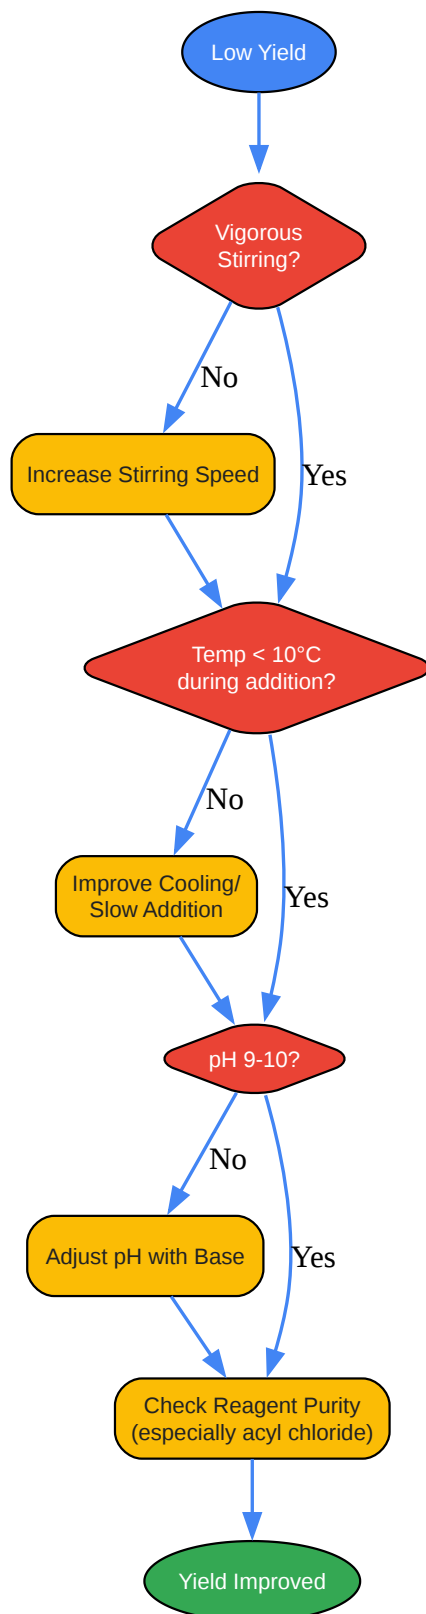 Low Yield
Vigorous
Stirring?
No
Increase Stirring Speed
Yes
Temp < 10°C
during addition?
No
Improve Cooling/
Slow Addition
Yes
pH 9-10?
No
Adjust pH with Base
Yes
Check Reagent Purity
(especially acyl chloride)
Yield Improved